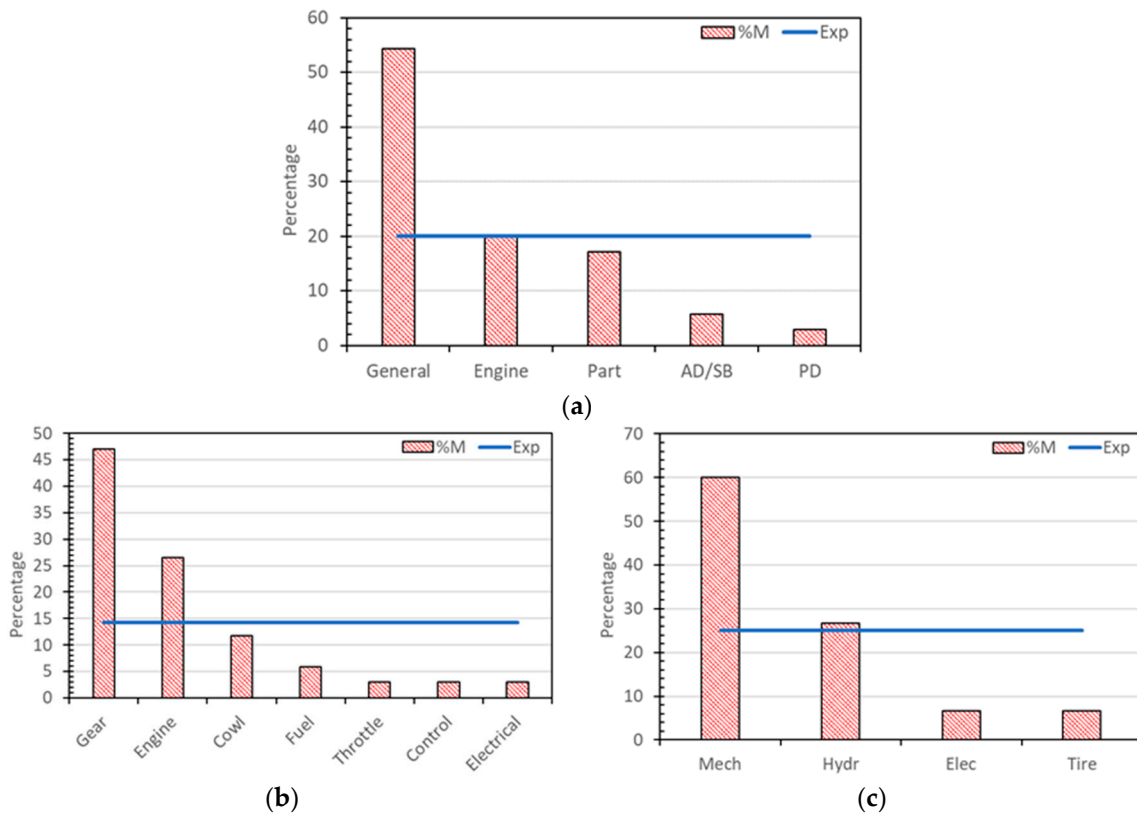 60
50
40
30
20
10
0
Percentage
%M Exp
General Engine Part AD/SB PD
(a)
50
45
40
35
30
25
20
15
10
5
0
Percentage
%M Exp
Gear Engine Cowl Fuel Throttle Control Electrical
(b)
70
60
50
40
30
20
10
0
Percentage
%M Exp
Mech Hydr Elec Tire
(c)